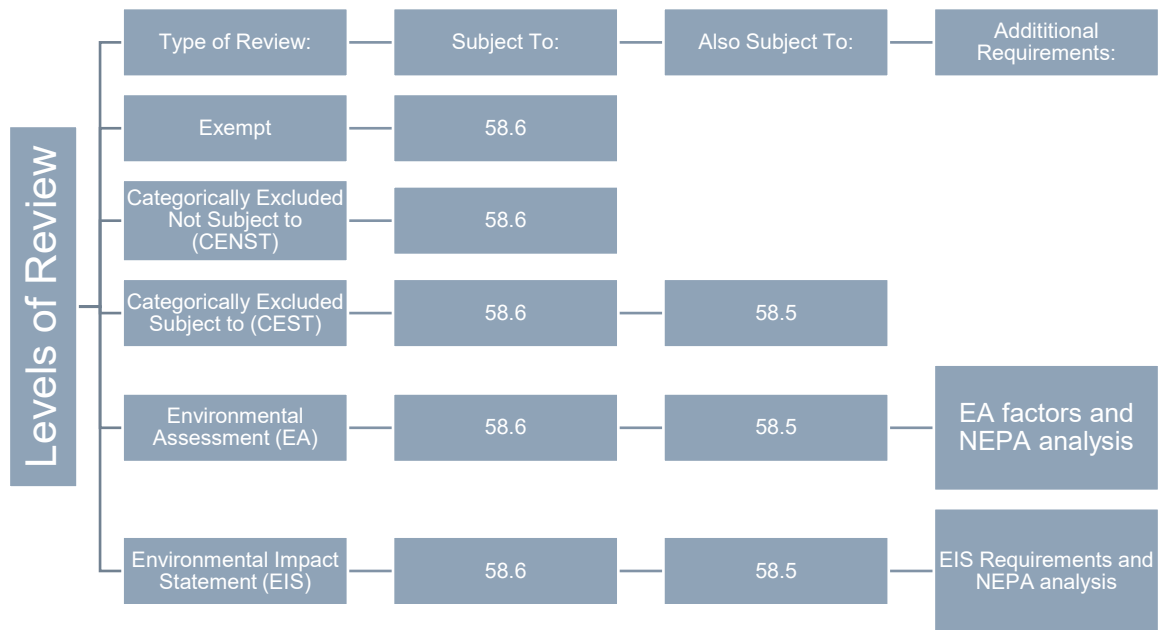 Levels of Review
Type of Review:
Subject To:
Also Subject To:
Addititional
Requirements:
Exempt
58.6
Categorically Excluded
Not Subject to
(CENST)
58.6
Categorically Excluded
Subject to (CEST)
58.6
58.5
Environmental
Assessment (EA)
58.6
58.5
EA factors and
NEPA analysis
Environmental Impact
Statement (EIS)
58.6
58.5
EIS Requirements and
NEPA analysis